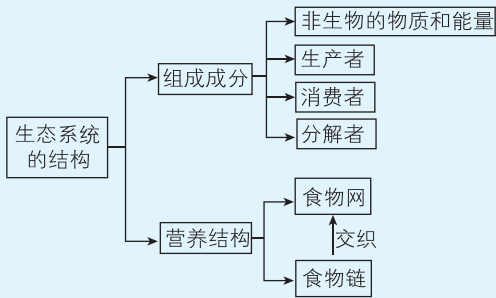 生态系统
的结构
组成成分
非生物的物质和能量
生产者
消费者
分解者
营养结构
食物网
交织
食物链